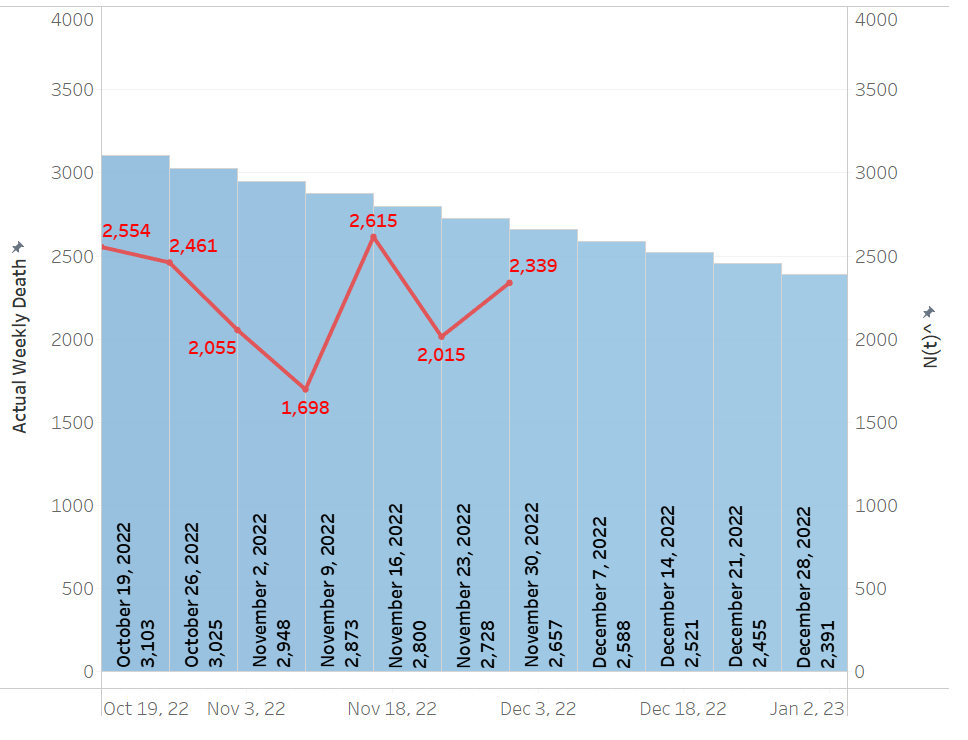 4000
3500
3000
2500
2000
1500
1000
500
0
Actual Weekly Death
2,554
2,461
2,055
1,698
2,615
2,015
2,339
October 19, 2022
3,103
October 26, 2022
3,025
November 2, 2022
2,948
November 9, 2022
2,873
November 16, 2022
2,800
November 23, 2022
2,728
November 30, 2022
2,657
December 7, 2022
2,588
December 14, 2022
2,521
December 21, 2022
2,455
December 28, 2022
2,391
4000
3500
3000
2500
2000
1500
1000
500
0
N(t)^
Oct 19, 22
Nov 3, 22
Nov 18, 22
Dec 3, 22
Dec 18, 22
Jan 2, 23